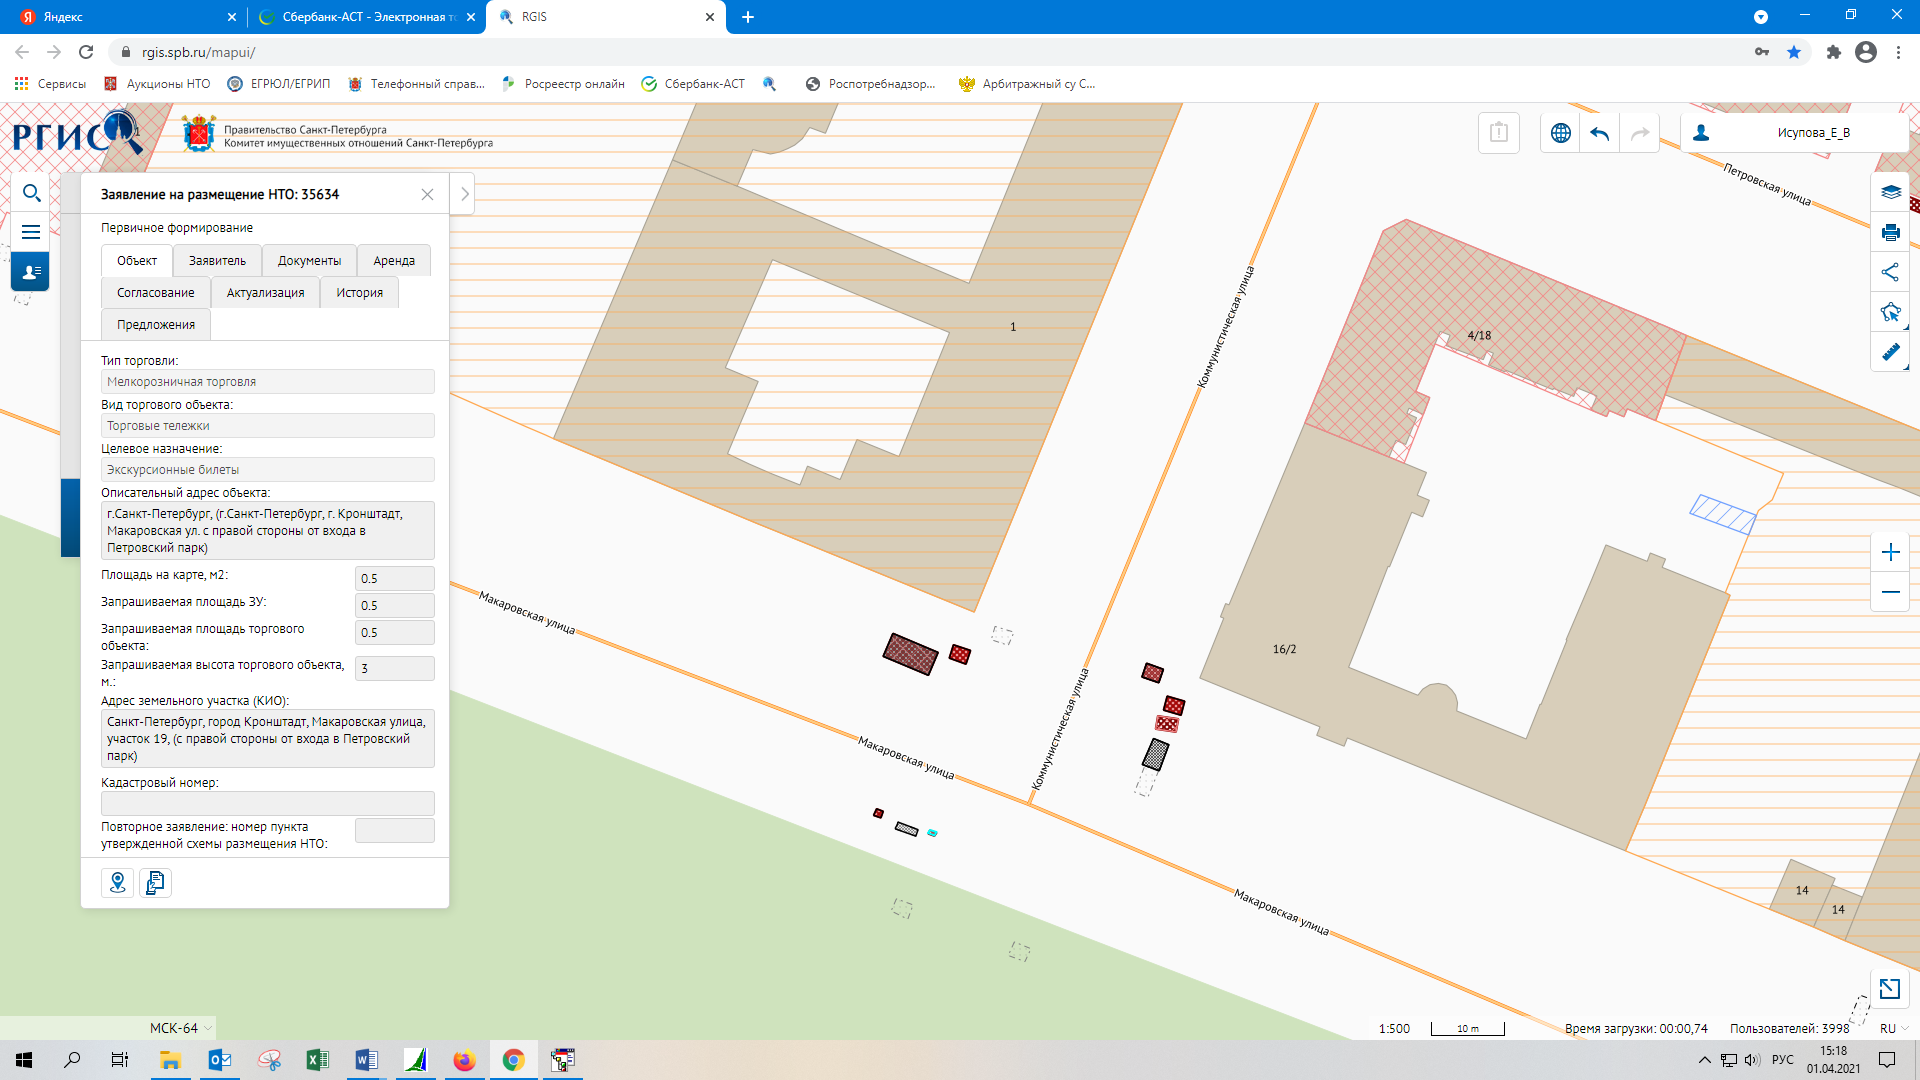 Яндекс
Сбербанк-АСТ - Электронная то
RGIS
rgis.spb.ru/mapui/
Сервисы
Аукционы НТО
ЕГРЮЛ/ЕГРИП
Телефонный справ...
Росреестр онлайн
Сбербанк-АСТ
Роспотребнадзор...
Арбитражный су С...
РГИС
Правительство Санкт-Петербурга
Комитет имущественных отношений Санкт-Петербурга
Исупова_Е_В
Заявление на размещение НТО: 35634
Первичное формирование
Объект
Заявитель
Документы
Аренда
Согласование
Актуализация
История
Предложения
Тип торговли:
Мелкорозничная торговля
Вид торгового объекта:
Торговые тележки
Целевое назначение:
Экскурсионные билеты
Описательный адрес объекта:
г.Санкт-Петербург, (г.Санкт-Петербург, г. Кронштадт,
Макаровская ул. с правой стороны от входа в
Петровский парк)
Площадь на карте, м2:
0.5
Запрашиваемая площадь ЗУ:
0.5
Запрашиваемая площадь торгового
объекта:
0.5
Запрашиваемая высота торгового объекта,
м.:
3
Адрес земельного участка (КИО):
Санкт-Петербург, город Кронштадт, Макаровская улица,
участок 19, (с правой стороны от входа в Петровский
парк)
Кадастровый номер:
Повторное заявление: номер пункта
утвержденной схемы размещения НТО:
Петровская улица
Коммунистическая улица
1
4/18
16/2
Макаровская улица
Коммунистическая улица
Макаровская улица
Макаровская улица
14
14
МСК-64
1:500
10 m
Время загрузки: 00:00,74
Пользователей: 3998
RU
РУС
15:18
01.04.2021